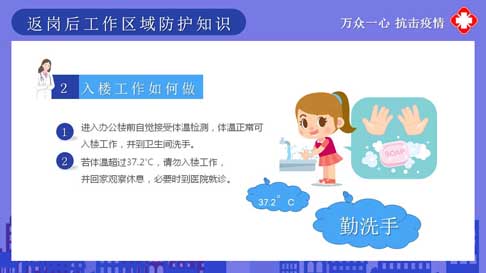 返岗后工作区域防护知识
万众一心 抗击疫情
2 入楼工作如何做
1 进入办公楼前自觉接受体温检测，体温正常可
入楼工作，并到卫生间洗手。
2 若体温超过37.2℃，请勿入楼工作，
并回家观察休息，必要时到医院就诊。
SOAP
37.2°C
勤洗手